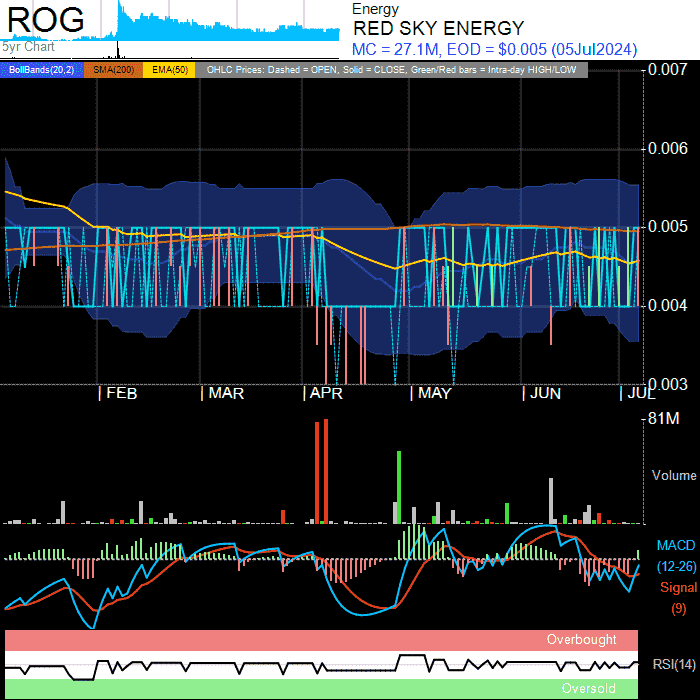 ROG
5yr Chart
Energy
RED SKY ENERGY
MC = 27.1M, EOD = $0.005 (05Jul2024)
BollBands(20,2) SMA(200) EMA(50) OHLC Prices: Dashed = OPEN, Solid = CLOSE, Green/Red bars = Intra-day HIGH/LOW
0.007
0.006
0.005
0.004
0.003
| FEB | MAR | APR | MAY | JUN | JUL
81M
Volume
MACD
(12-26)
Signal
(9)
Overbought
RSI(14)
Oversold